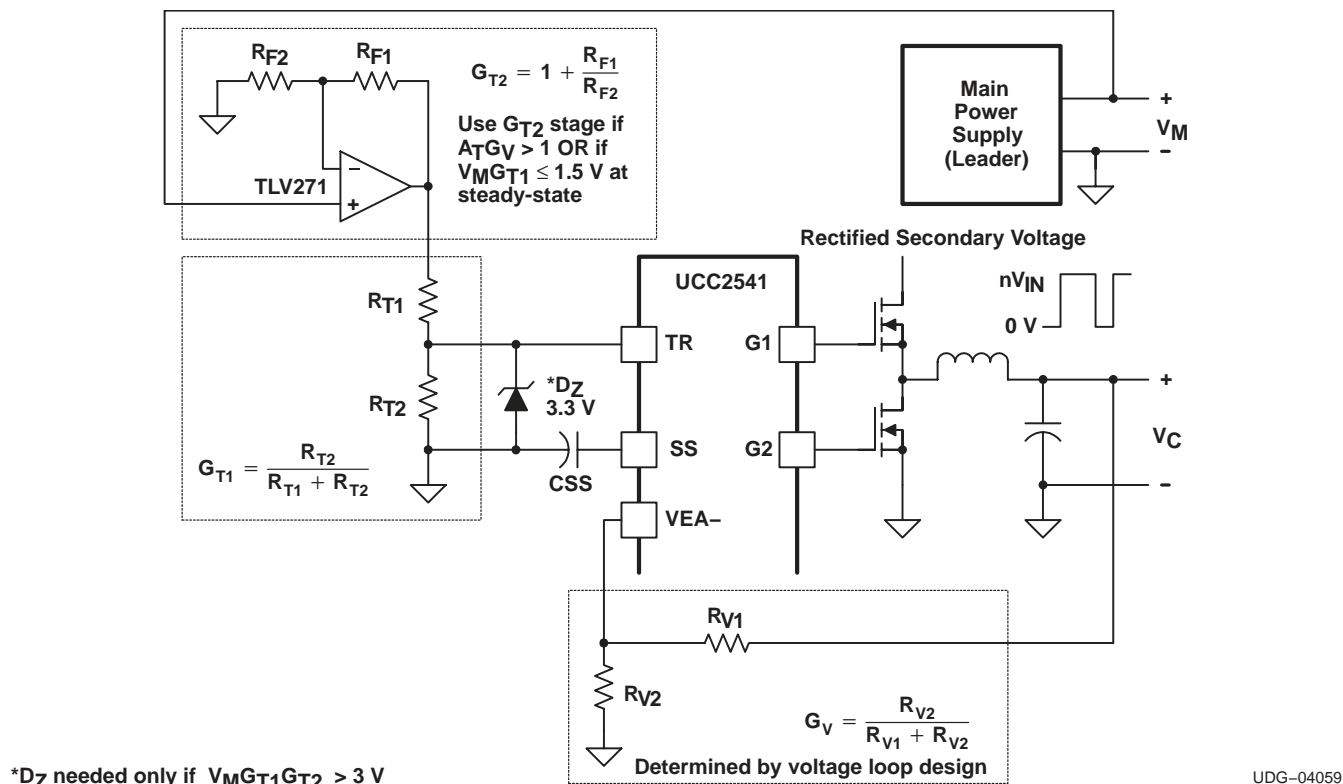 RF2
RF1
GT2 = 1 + RF1
RF2
Use GT2 stage if
ATGV > 1 OR if
VMGT1 ≤ 1.5 V at
steady-state
−
+
TLV271
Main
Power
Supply
(Leader)
+
VM
−
RT1
RT2
*DZ
3.3 V
GT1 = RT2
RT1 + RT2
CSS
UCC2541
TR
SS
VEA−
G1
G2
Rectified Secondary Voltage
nVIN
0 V
+
VC
−
RV1
RV2
GV = RV2
RV1 + RV2
Determined by voltage loop design
*DZ needed only if VMGT1GT2 > 3 V
UDG−04059